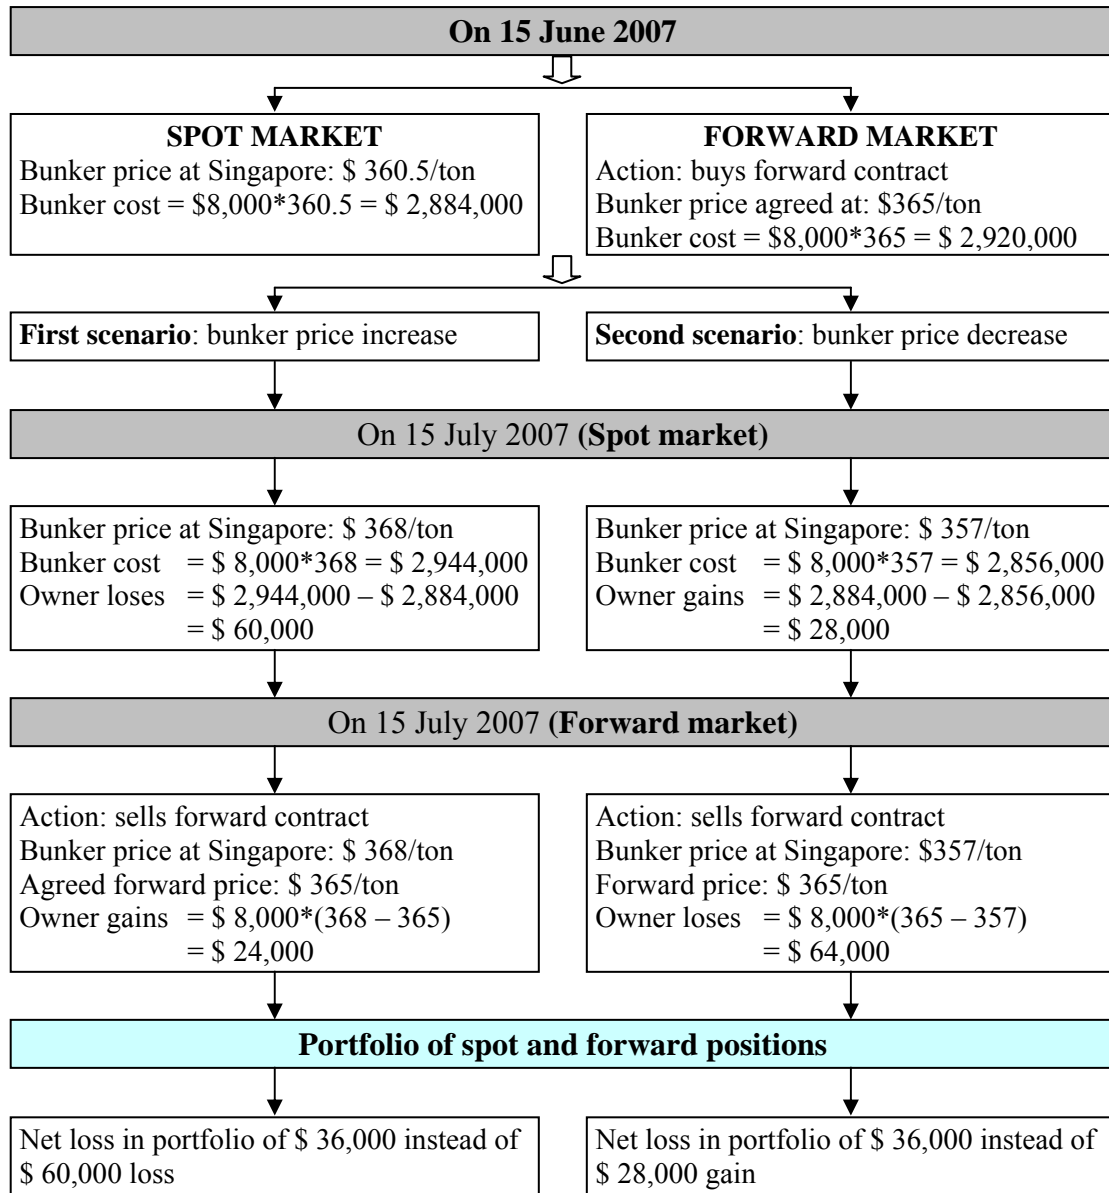 On 15 June 2007
SPOT MARKET
Bunker price at Singapore: $ 360.5/ton
Bunker cost = $8,000*360.5 = $ 2,884,000
FORWARD MARKET
Action: buys forward contract
Bunker price agreed at: $365/ton
Bunker cost = $8,000*365 = $ 2,920,000
First scenario: bunker price increase
Second scenario: bunker price decrease
On 15 July 2007 (Spot market)
Bunker price at Singapore: $ 368/ton
Bunker cost = $ 8,000*368 = $ 2,944,000
Owner loses = $ 2,944,000 – $ 2,884,000
= $ 60,000
Bunker price at Singapore: $ 357/ton
Bunker cost = $ 8,000*357 = $ 2,856,000
Owner gains = $ 2,884,000 – $ 2,856,000
= $ 28,000
On 15 July 2007 (Forward market)
Action: sells forward contract
Bunker price at Singapore: $ 368/ton
Agreed forward price: $ 365/ton
Owner gains = $ 8,000*(368 – 365)
= $ 24,000
Action: sells forward contract
Bunker price at Singapore: $357/ton
Forward price: $ 365/ton
Owner loses = $ 8,000*(365 – 357)
= $ 64,000
Portfolio of spot and forward positions
Net loss in portfolio of $ 36,000 instead of
$ 60,000 loss
Net loss in portfolio of $ 36,000 instead of
$ 28,000 gain